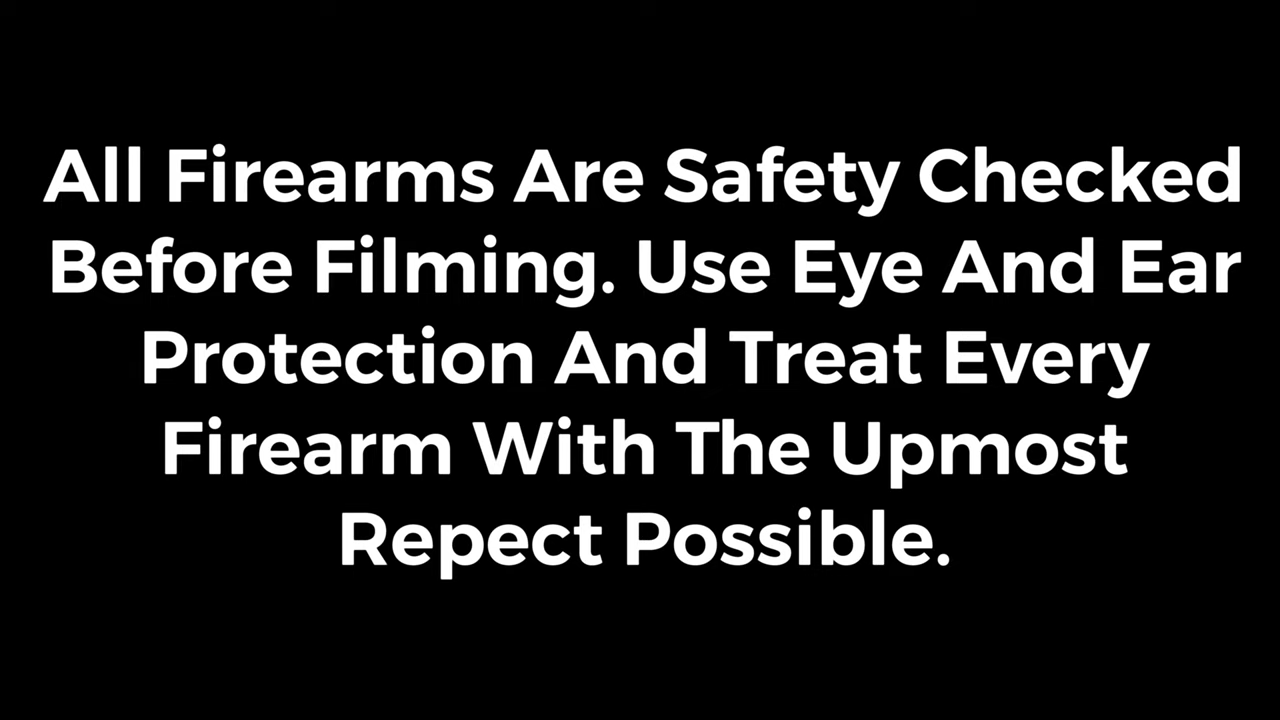 All Firearms Are Safety Checked
Before Filming. Use Eye And Ear
Protection And Treat Every
Firearm With The Upmost
Repect Possible.